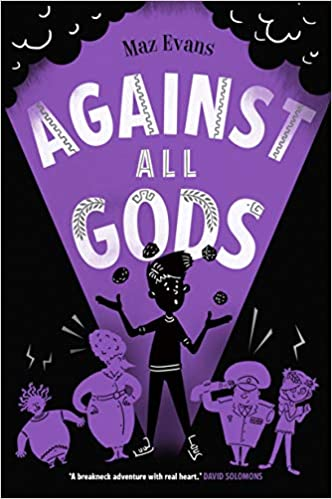 Maz Evans
AGAINST
ALL
GODS
"A breakneck adventure with real heart." DAVID SOLOMONS